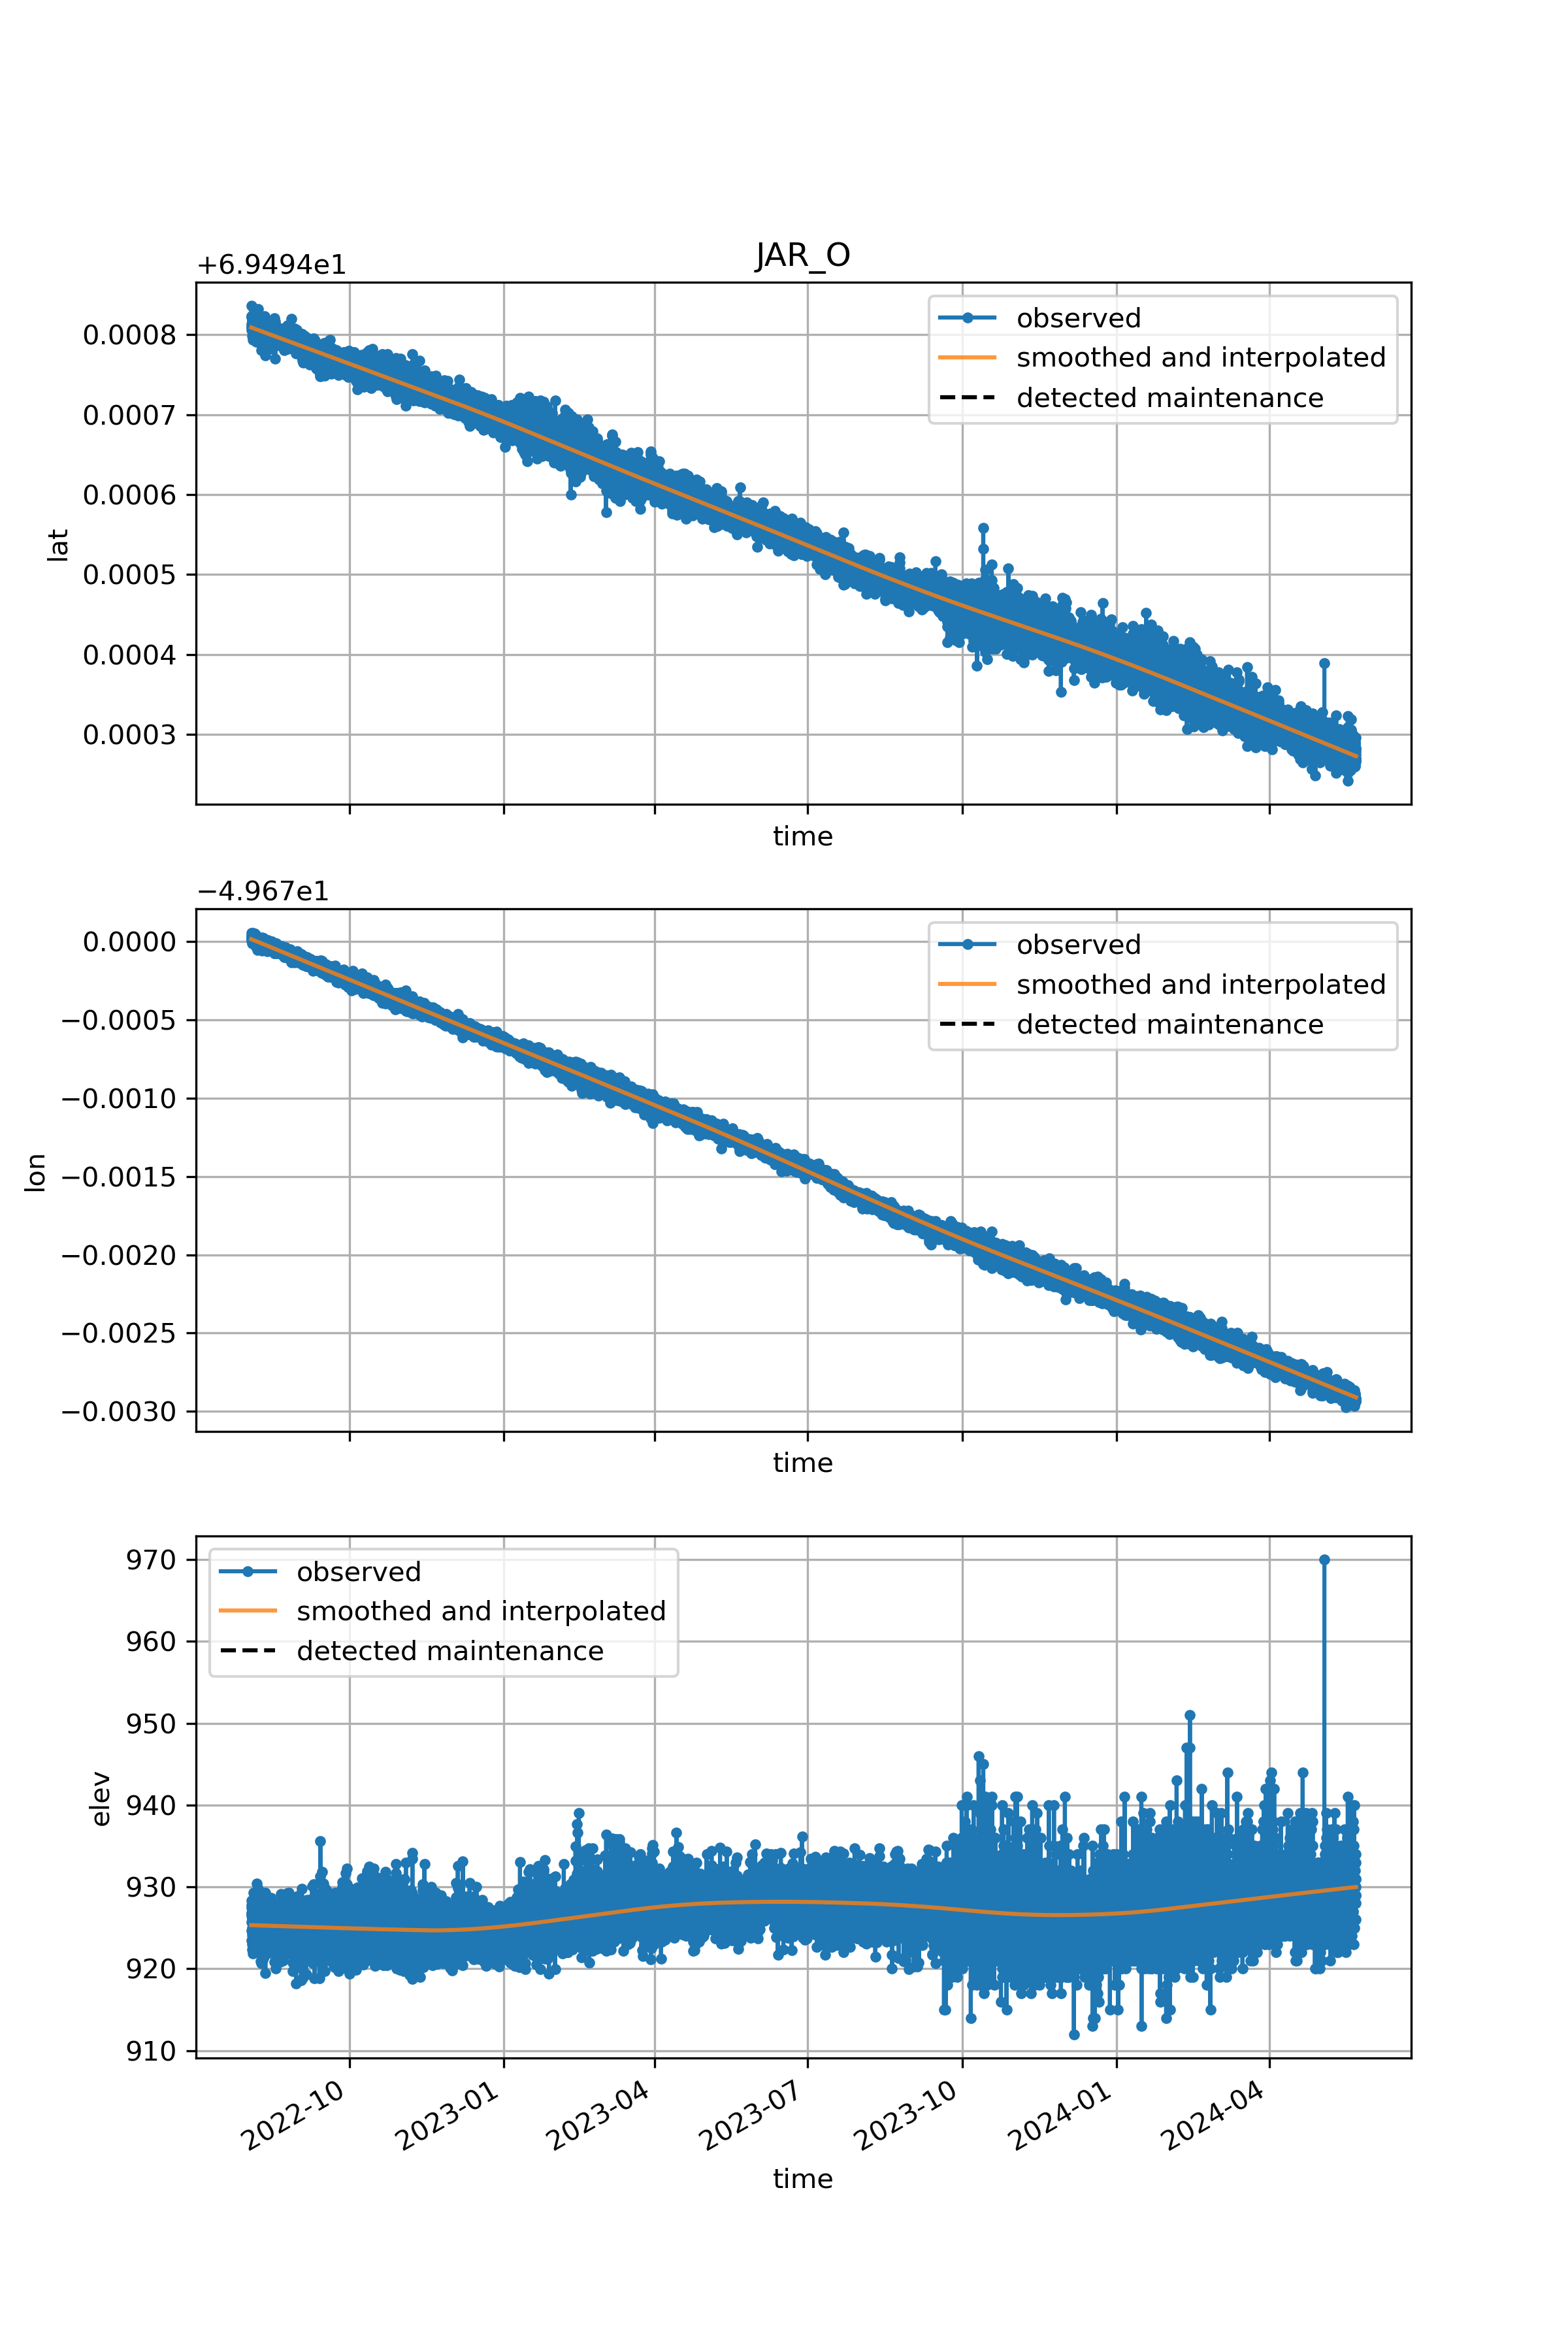 JAR_O
+6.9494e1
0.0008
0.0007
0.0006
0.0005
0.0004
0.0003
lat
observed
smoothed and interpolated
detected maintenance
time
−4.967e1
0.0000
−0.0005
−0.0010
−0.0015
−0.0020
−0.0025
−0.0030
lon
observed
smoothed and interpolated
detected maintenance
time
970
960
950
940
930
920
910
elev
observed
smoothed and interpolated
detected maintenance
2022-10
2023-01
2023-04
2023-07
2023-10
2024-01
2024-04
time